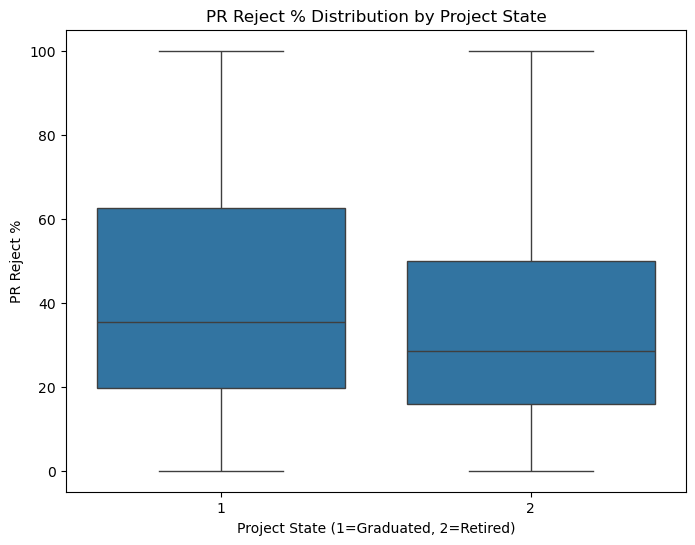 PR Reject % Distribution by Project State
100
80
60
40
20
0
PR Reject %
1
2
Project State (1=Graduated, 2=Retired)